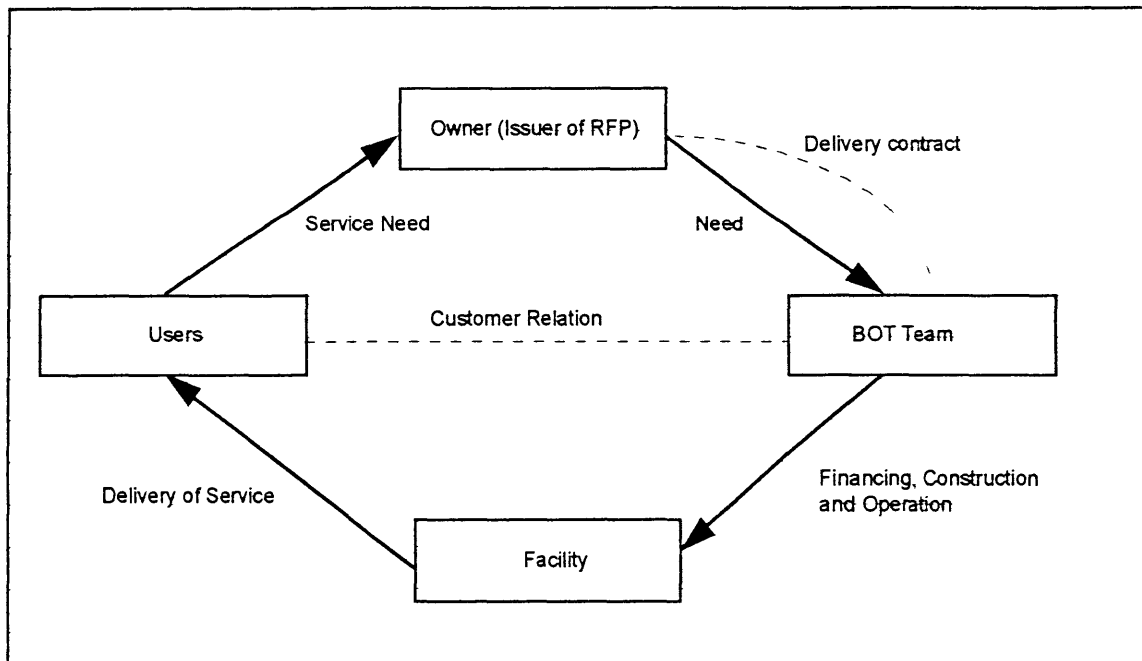 Owner (Issuer of RFP)
Delivery contract
Service Need
Need
Users
Customer Relation
BOT Team
Delivery of Service
Financing, Construction
and Operation
Facility